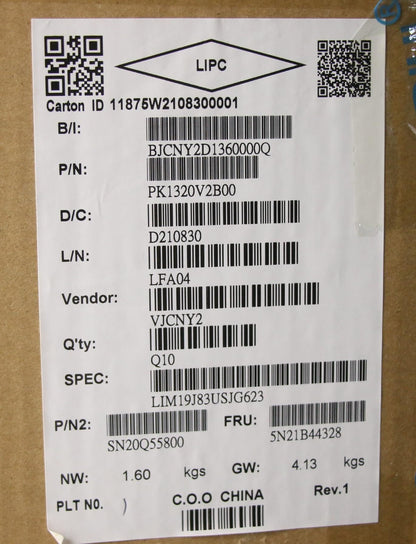 LIPC
Carton ID 11875W2108300001
B/I:
BJCNY2D1360000Q
P/N:
PK1320V2B00
D/C:
D210830
L/N:
LFA04
Vendor:
VJCNY2
Q'ty:
Q10
SPEC:
LIM19J83USJG623
P/N2:
SN20Q55800
FRU:
5N21B44328
NW: 1.60 kgs GW: 4.13 kgs
PLT NO. C.O.O CHINA Rev.1